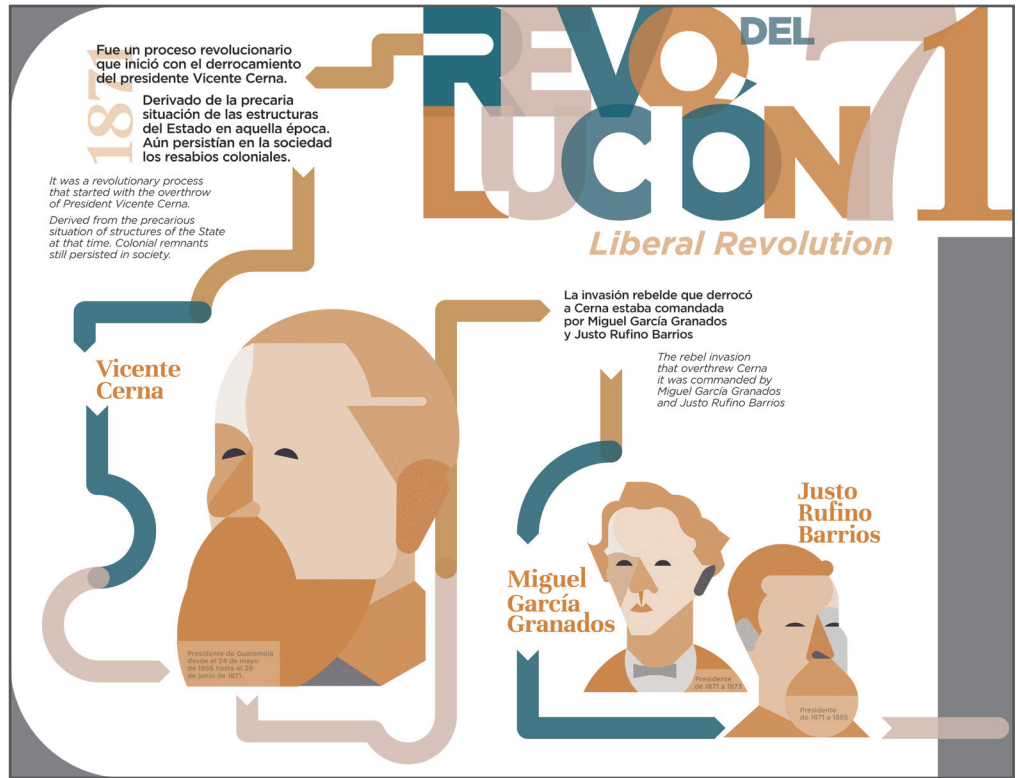 REVO
LUCIÓN
DEL
71
Liberal Revolution
1871
Fue un proceso revolucionario
que inició con el derrocamiento
del presidente Vicente Cerna.
Derivado de la precaria
situación de las estructuras
del Estado en aquella época.
Aún persistían en la sociedad
los resabios coloniales.
It was a revolutionary process
that started with the overthrow
of President Vicente Cerna.
Derived from the precarious
situation of structures of the State
at that time. Colonial remnants
still persisted in society.
Vicente
Cerna
Presidente de Guatemala
desde el 24 de mayo
de 1865 hasta el 29
de junio de 1871.
La invasión rebelde que derrocó
a Cerna estaba comandada
por Miguel García Granados
y Justo Rufino Barrios
The rebel invasion
that overthrew Cerna
it was commanded by
Miguel García Granados
and Justo Rufino Barrios
Miguel
García
Granados
Presidente
de 1871 a 1873
Justo
Rufino
Barrios
Presidente
de 1871 a 1885